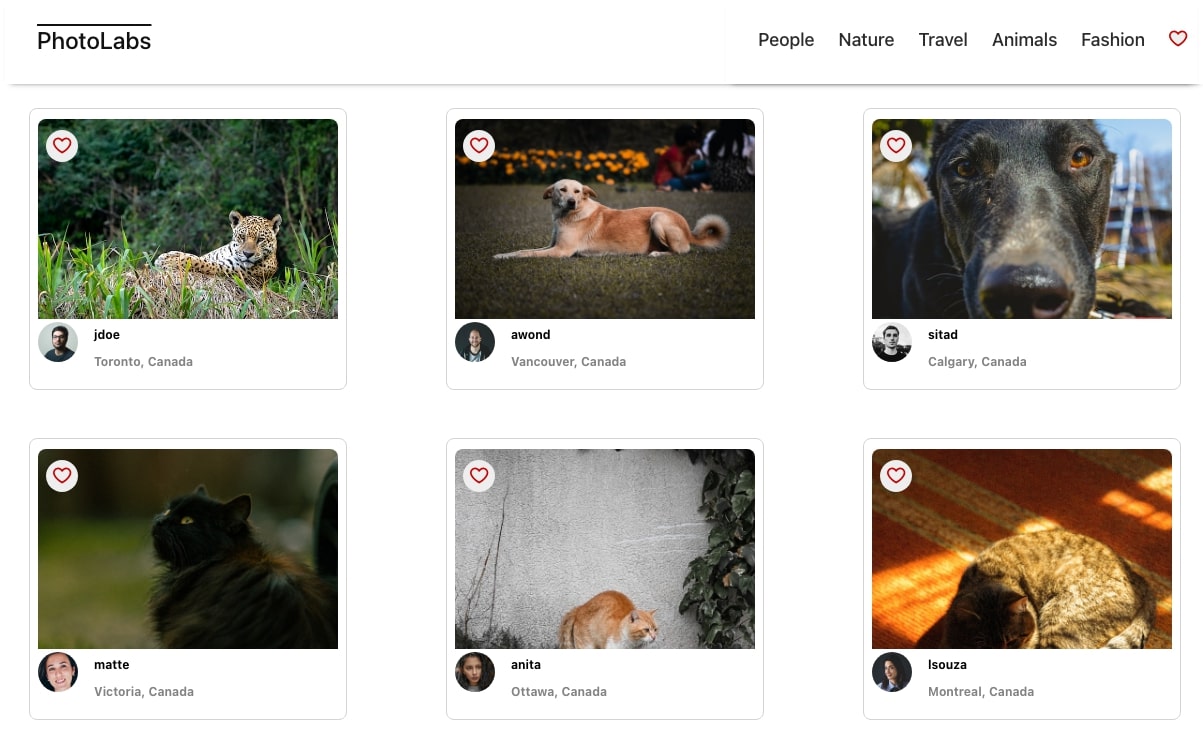 PhotoLabs
People Nature Travel Animals Fashion
jdoe
Toronto, Canada
awond
Vancouver, Canada
sitad
Calgary, Canada
matte
Victoria, Canada
anita
Ottawa, Canada
lsouza
Montreal, Canada